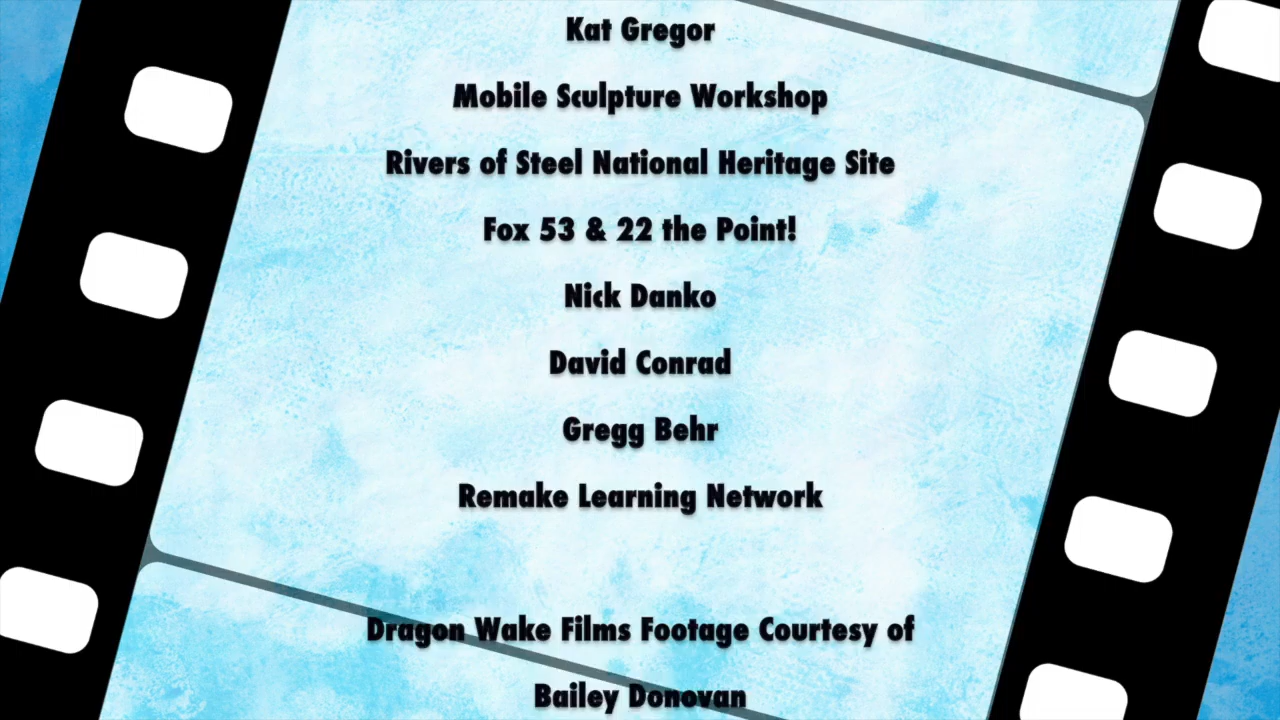 Kat Gregor
Mobile Sculpture Workshop
Rivers of Steel National Heritage Site
Fox 53 & 22 the Point!
Nick Danko
David Conrad
Gregg Behr
Remake Learning Network
Dragon Wake Films Footage Courtesy of
Bailey Donovan